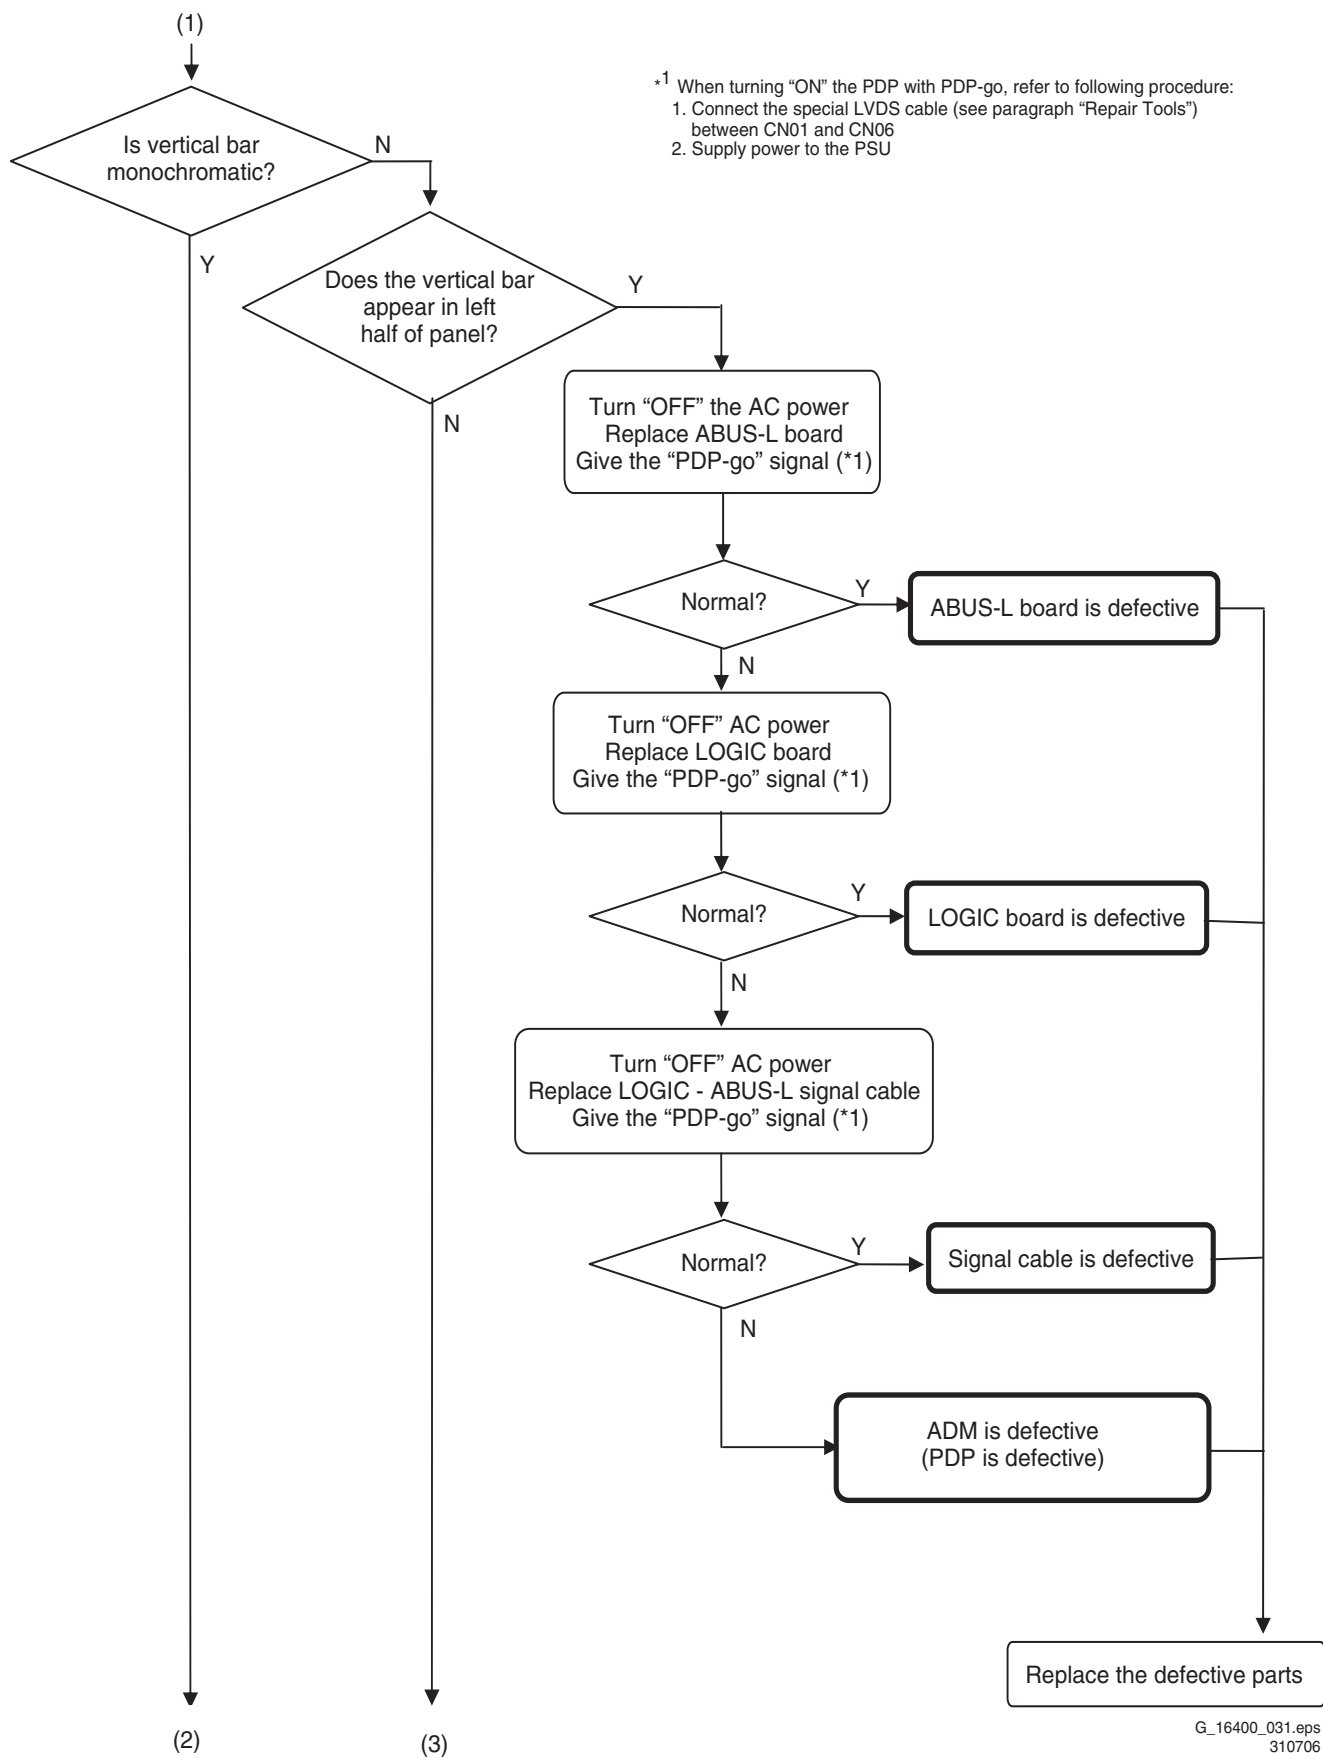 (1)
*1 When turning “ON” the PDP with PDP-go, refer to following procedure:
1. Connect the special LVDS cable (see paragraph “Repair Tools”)
between CN01 and CN06
2. Supply power to the PSU
Is vertical bar
monochromatic?
N
Y
Does the vertical bar
appear in left
half of panel?
Y
N
Turn “OFF” the AC power
Replace ABUS-L board
Give the “PDP-go” signal (*1)
Normal?
Y
ABUS-L board is defective
N
Turn “OFF” AC power
Replace LOGIC board
Give the “PDP-go” signal (*1)
Normal?
Y
LOGIC board is defective
N
Turn “OFF” AC power
Replace LOGIC - ABUS-L signal cable
Give the “PDP-go” signal (*1)
Normal?
Y
Signal cable is defective
N
ADM is defective
(PDP is defective)
Replace the defective parts
(2)
(3)
G_16400_031.eps
310706